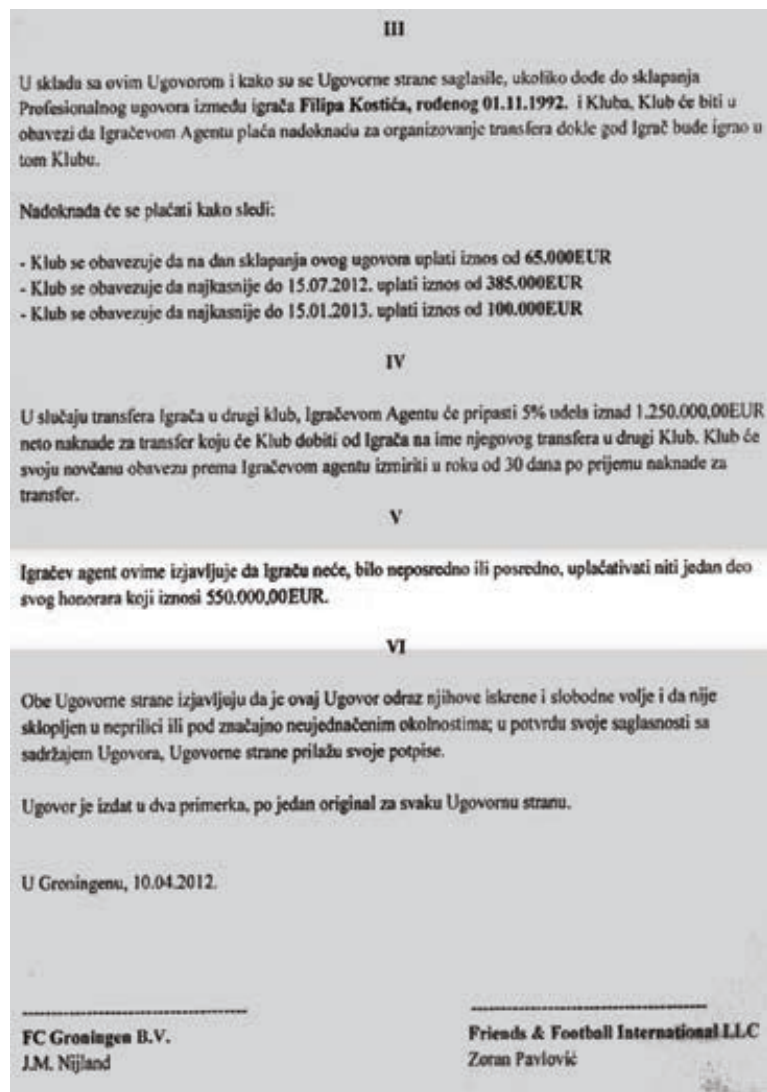 III
U skladu sa ovim Ugovorom i kako su se Ugovorne strane saglasile, ukoliko dođe do sklapanja
Profesionalnog ugovora između igrača Filipa Kostića, rođenog 01.11.1992. i Kluba, Klub će biti u
obavezi da Igračevom Agentu plaća nadoknadu za organizovanje transfera dokle god Igrač bude igrao u
tom Klubu.
Nadoknada će se plaćati kako sledi:
- Klub se obavezuje da na dan sklapanja ovog ugovora uplati iznos od 65.000EUR
- Klub se obavezuje da najkasnije do 15.07.2012. uplati iznos od 385.000EUR
- Klub se obavezuje da najkasnije do 15.01.2013. uplati iznos od 100.000EUR
IV
U slučaju transfera Igrača u drugi klub, Igračevom Agentu će pripasti 5% udela iznad 1.250.000,00EUR
neto naknade za transfer koju će Klub dobiti od Igrača na ime njegovog transfera u drugi Klub. Klub će
svoju novčanu obavezu prema Igračevom agentu izmiriti u roku od 30 dana po prijemu naknade za
transfer.
V
Igračev agent ovime izjavljuje da Igraču neće, bilo neposredno ili posredno, uplaćativati niti jedan deo
svog honorara koji iznosi 550.000,00EUR.
VI
Obe Ugovorne strane izjavljuju da je ovaj Ugovor odraz njihove iskrene i slobodne volje i da nije
sklopljen u neprilici ili pod značajno neujednačenim okolnostima; u potvrdu svoje saglasnosti sa
sadržajem Ugovora, Ugovorne strane prilažu svoje potpise.
Ugovor je izdat u dva primerka, po jedan original za svaku Ugovornu stranu.
U Groningenu, 10.04.2012.
FC Groningen B.V.
J.M. Nijland
Friends & Football International LLC
Zoran Pavlović